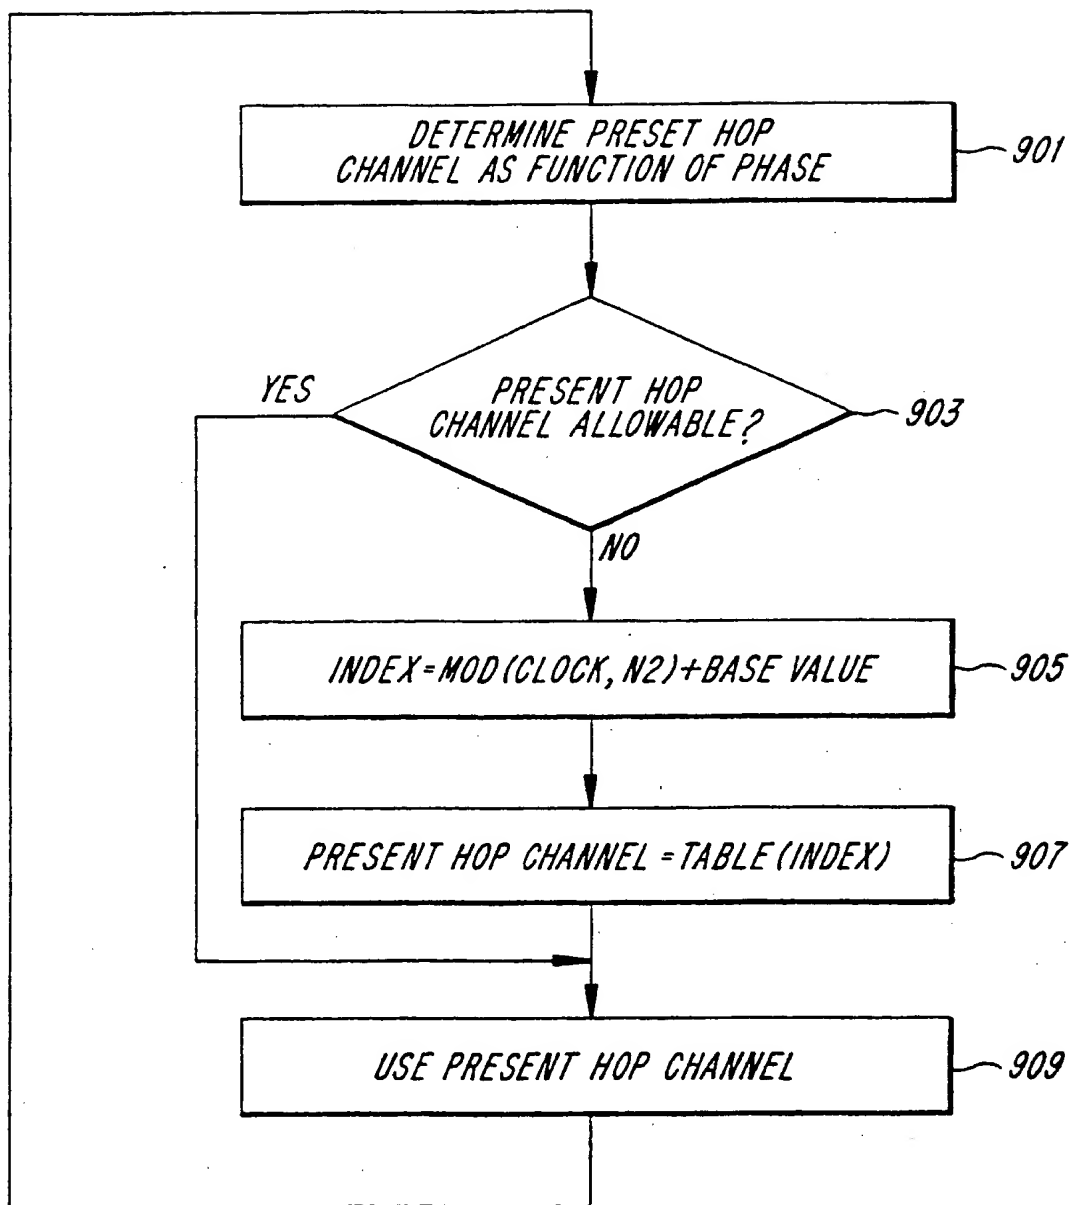 DETERMINE PRESET HOP
CHANNEL AS FUNCTION OF PHASE
901
YES
PRESENT HOP
CHANNEL ALLOWABLE?
903
NO
INDEX=MOD(CLOCK, N2)+BASE VALUE
905
PRESENT HOP CHANNEL = TABLE(INDEX)
907
USE PRESENT HOP CHANNEL
909